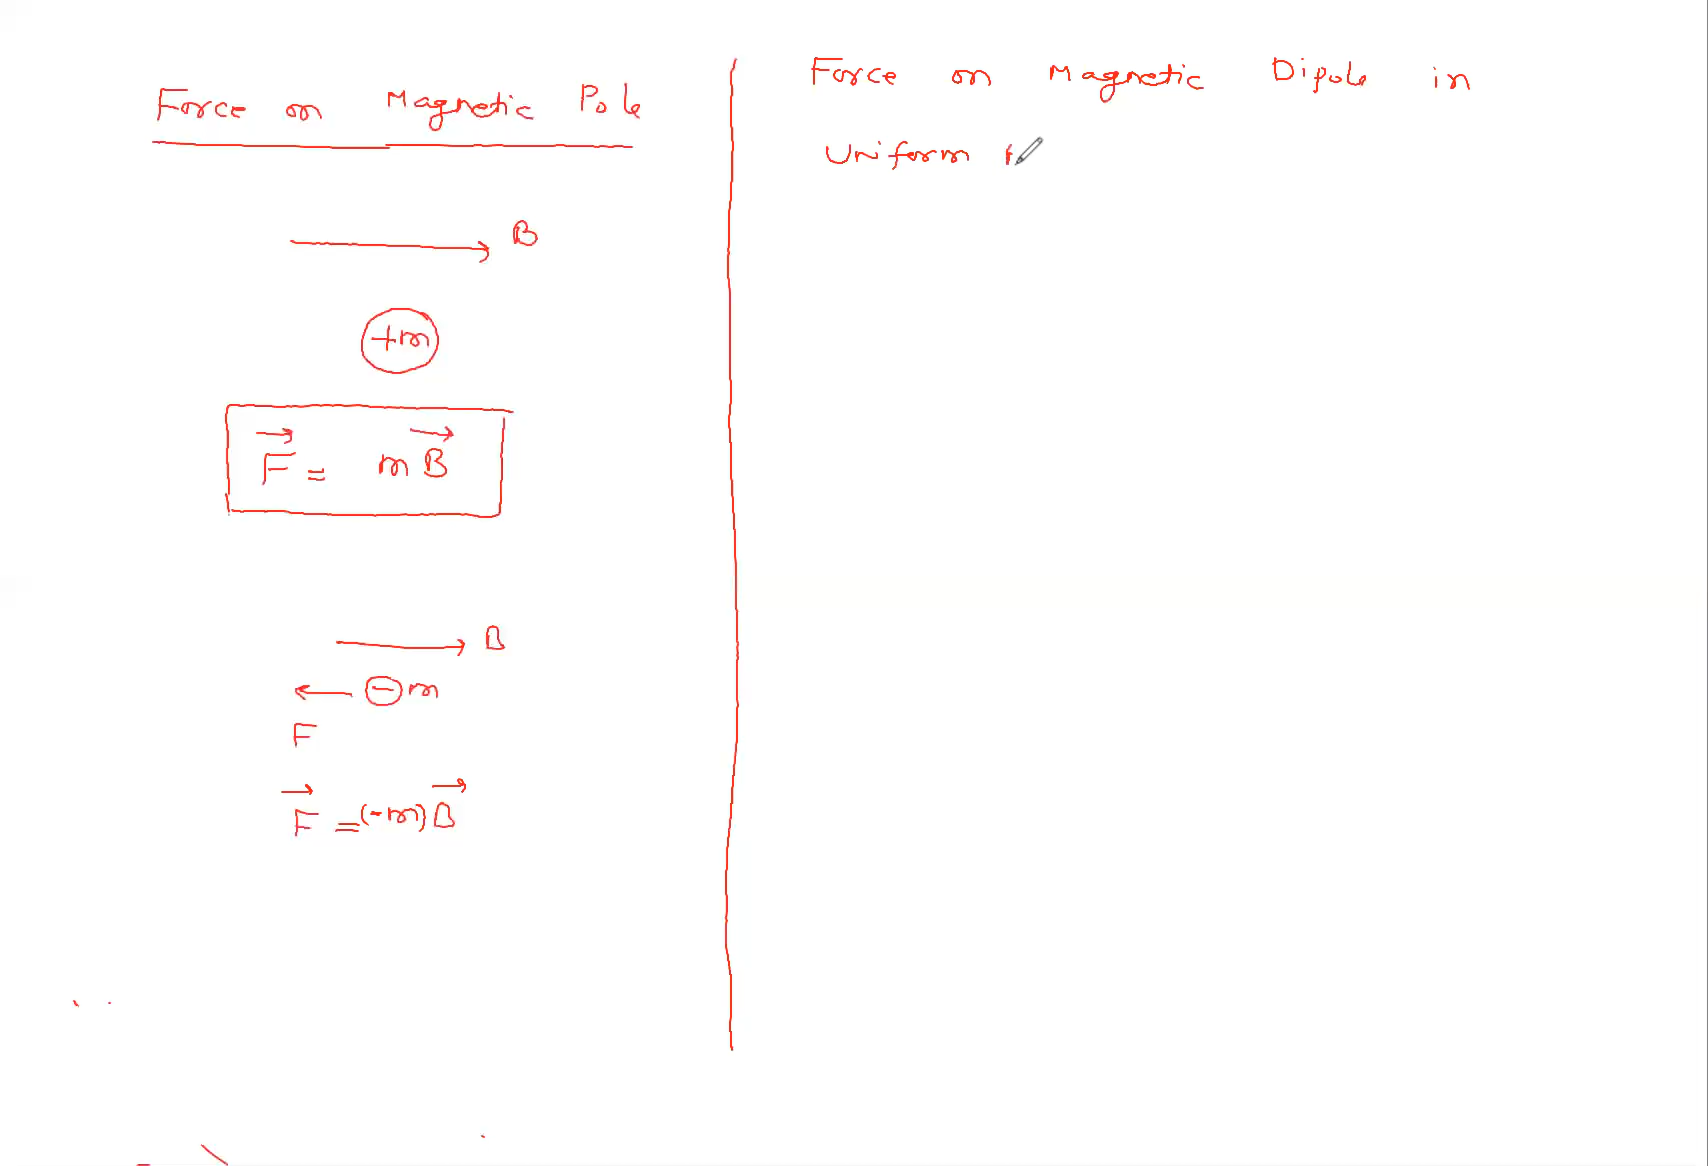 Force on Magnetic Pole
B
+m
F = mB
B
-m
F
F = (-m) B
Force on Magnetic Dipole in
Uniform